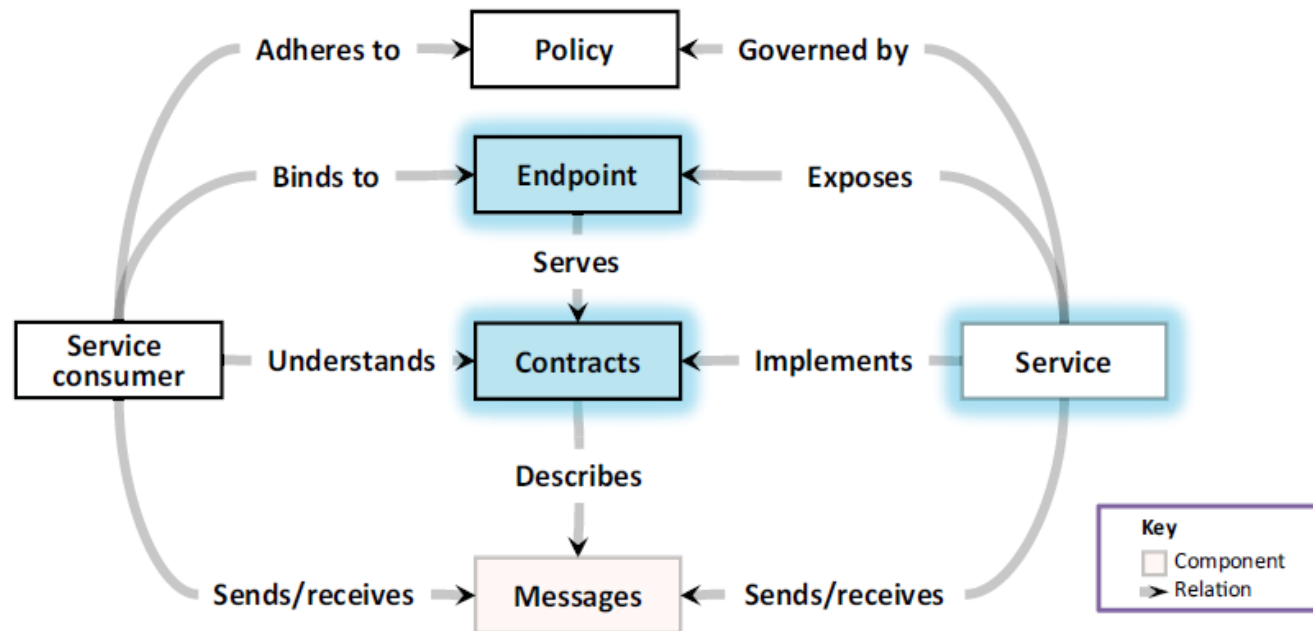 Adheres to
Policy
Governed by
Binds to
Endpoint
Exposes
Serves
Service
consumer
Understands
Contracts
Implements
Service
Describes
Sends/receives
Messages
Sends/receives
Key
Component
Relation